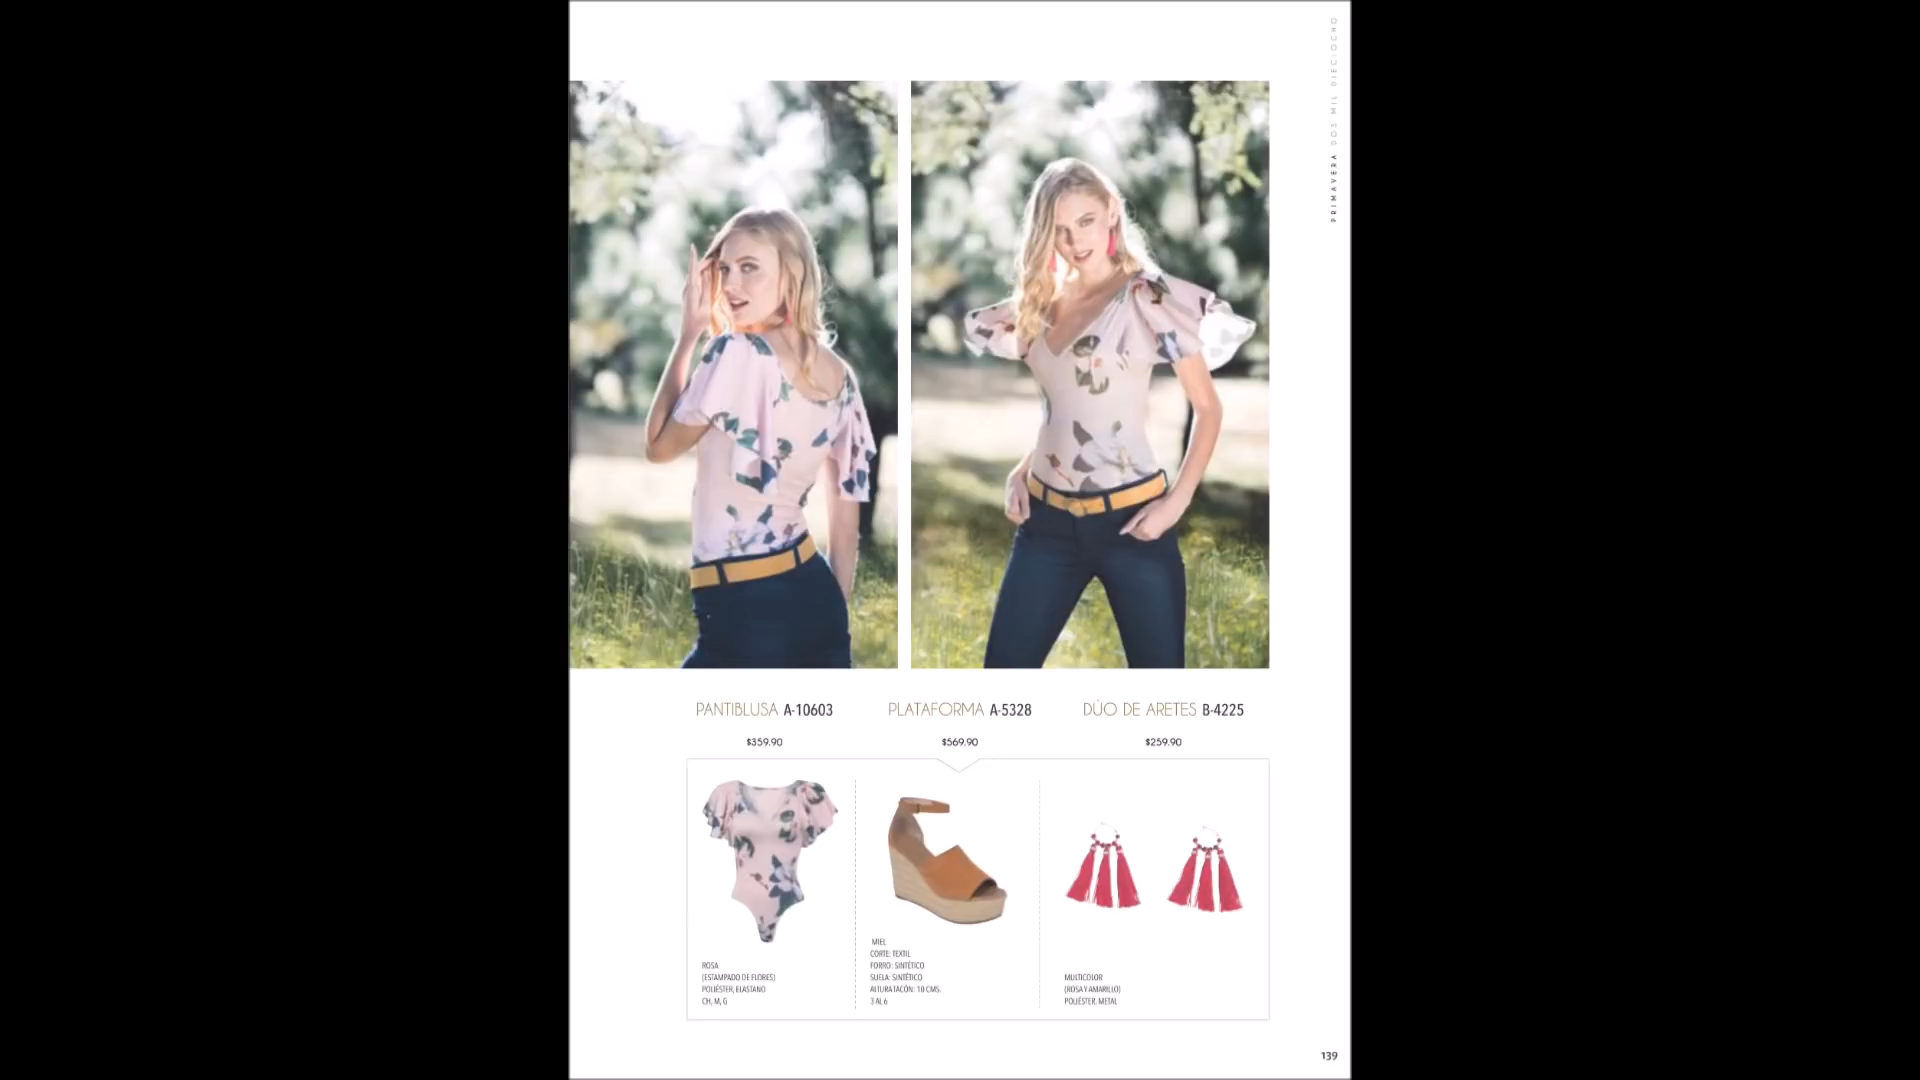 PRIMAVERA DOS MIL DIECIOCHO
PANTIBLUSA A-10603
$359.90
PLATAFORMA A-5328
$569.90
DÚO DE ARETES B-4225
$259.90
ROSA
(ESTAMPADO DE FLORES)
POLIÉSTER, ELASTANO
CH, M, G
MIEL
CORTE: TEXTIL
FORRO: SINTÉTICO
SUELA: SINTÉTICO
ALTURA TACÓN: 10 CMS.
3 AL 6
MULTICOLOR
(ROSA Y AMARILLO)
POLIÉSTER, METAL
139